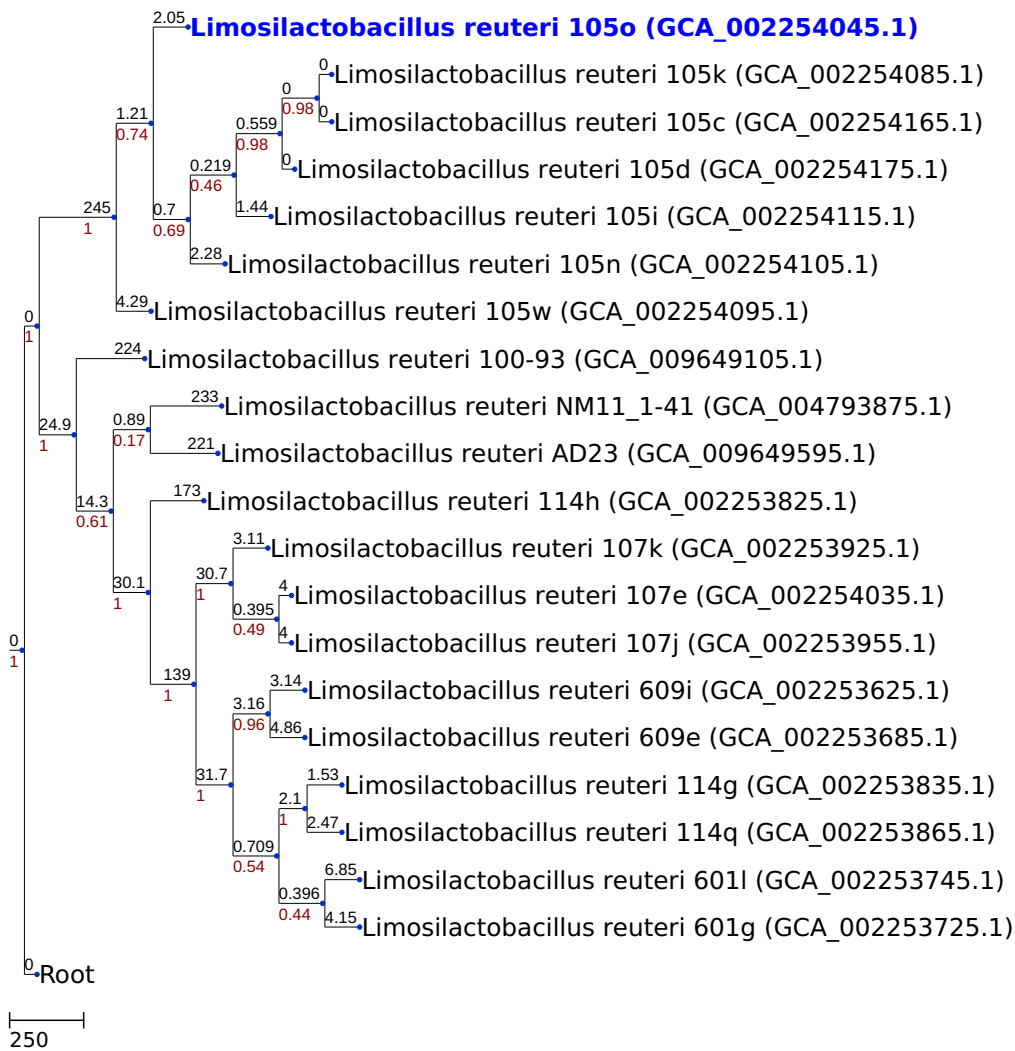 2.05
Limosilactobacillus reuteri 105o (GCA_002254045.1)
0
Limosilactobacillus reuteri 105k (GCA_002254085.1)
0
0.98
1.21
0.74
0.559
0.98
0
Limosilactobacillus reuteri 105c (GCA_002254165.1)
0
Limosilactobacillus reuteri 105d (GCA_002254175.1)
0.219
0.46
245
1
0.7
0.69
1.44
Limosilactobacillus reuteri 105i (GCA_002254115.1)
2.28
Limosilactobacillus reuteri 105n (GCA_002254105.1)
4.29
Limosilactobacillus reuteri 105w (GCA_002254095.1)
0
1
224
Limosilactobacillus reuteri 100-93 (GCA_009649105.1)
233
Limosilactobacillus reuteri NM11_1-41 (GCA_004793875.1)
24.9
1
0.89
0.17
221
Limosilactobacillus reuteri AD23 (GCA_009649595.1)
14.3
0.61
173
Limosilactobacillus reuteri 114h (GCA_002253825.1)
3.11
Limosilactobacillus reuteri 107k (GCA_002253925.1)
30.1
1
30.7
1
4
Limosilactobacillus reuteri 107e (GCA_002254035.1)
0.395
0.49
4
Limosilactobacillus reuteri 107j (GCA_002253955.1)
0
1
139
1
3.14
Limosilactobacillus reuteri 609i (GCA_002253625.1)
3.16
0.96
4.86
Limosilactobacillus reuteri 609e (GCA_002253685.1)
31.7
1
1.53
Limosilactobacillus reuteri 114g (GCA_002253835.1)
2.1
1
2.47
Limosilactobacillus reuteri 114q (GCA_002253865.1)
0.709
0.54
6.85
Limosilactobacillus reuteri 601l (GCA_002253745.1)
0.396
0.44
4.15
Limosilactobacillus reuteri 601g (GCA_002253725.1)
0
Root
250